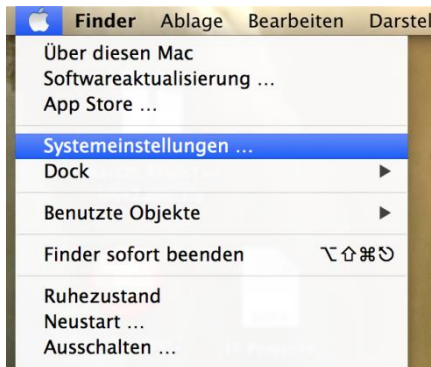 Finder Ablage Bearbeiten Darstel
Über diesen Mac
Softwareaktualisierung …
App Store …
Systemeinstellungen …
Dock ▶
Benutzte Objekte ▶
Finder sofort beenden ⌥⇧⌘⎋
Ruhezustand
Neustart …
Ausschalten …